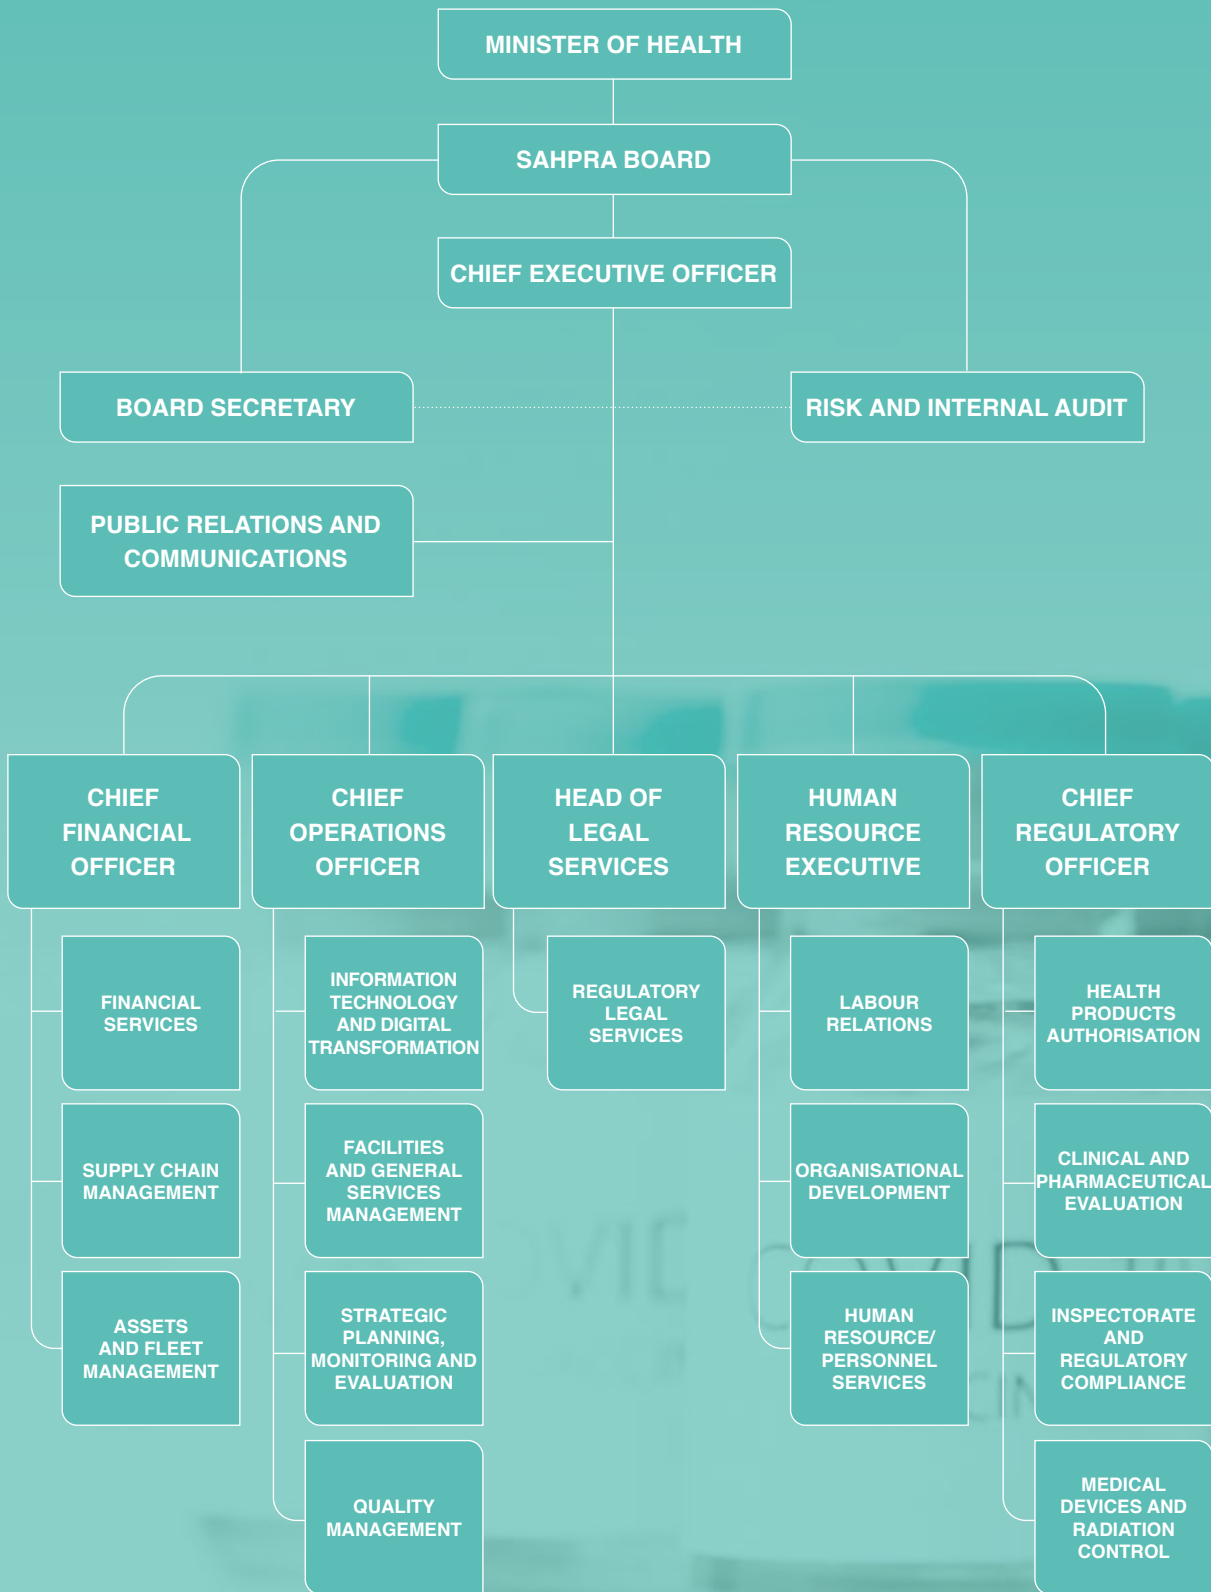 MINISTER OF HEALTH
SAHPRA BOARD
CHIEF EXECUTIVE OFFICER
BOARD SECRETARY
RISK AND INTERNAL AUDIT
PUBLIC RELATIONS AND
COMMUNICATIONS
CHIEF
FINANCIAL
OFFICER
CHIEF
OPERATIONS
OFFICER
HEAD OF
LEGAL
SERVICES
HUMAN
RESOURCE
EXECUTIVE
CHIEF
REGULATORY
OFFICER
FINANCIAL
SERVICES
SUPPLY CHAIN
MANAGEMENT
ASSETS
AND FLEET
MANAGEMENT
INFORMATION
TECHNOLOGY
AND DIGITAL
TRANSFORMATION
FACILITIES
AND GENERAL
SERVICES
MANAGEMENT
STRATEGIC
PLANNING,
MONITORING AND
EVALUATION
QUALITY
MANAGEMENT
REGULATORY
LEGAL
SERVICES
LABOUR
RELATIONS
ORGANISATIONAL
DEVELOPMENT
HUMAN
RESOURCE/
PERSONNEL
SERVICES
HEALTH
PRODUCTS
AUTHORISATION
CLINICAL AND
PHARMACEUTICAL
EVALUATION
INSPECTORATE
AND
REGULATORY
COMPLIANCE
MEDICAL
DEVICES AND
RADIATION
CONTROL